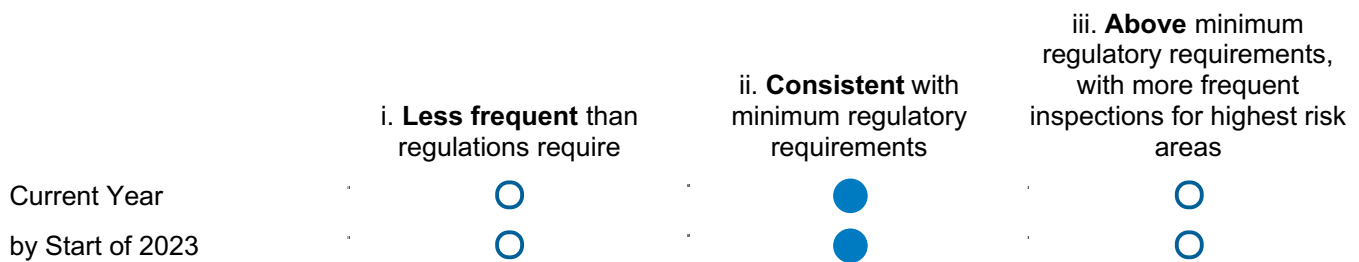 i. Less frequent than
regulations require
ii. Consistent with
minimum regulatory
requirements
iii. Above minimum
regulatory requirements,
with more frequent
inspections for highest risk
areas
Current Year
by Start of 2023